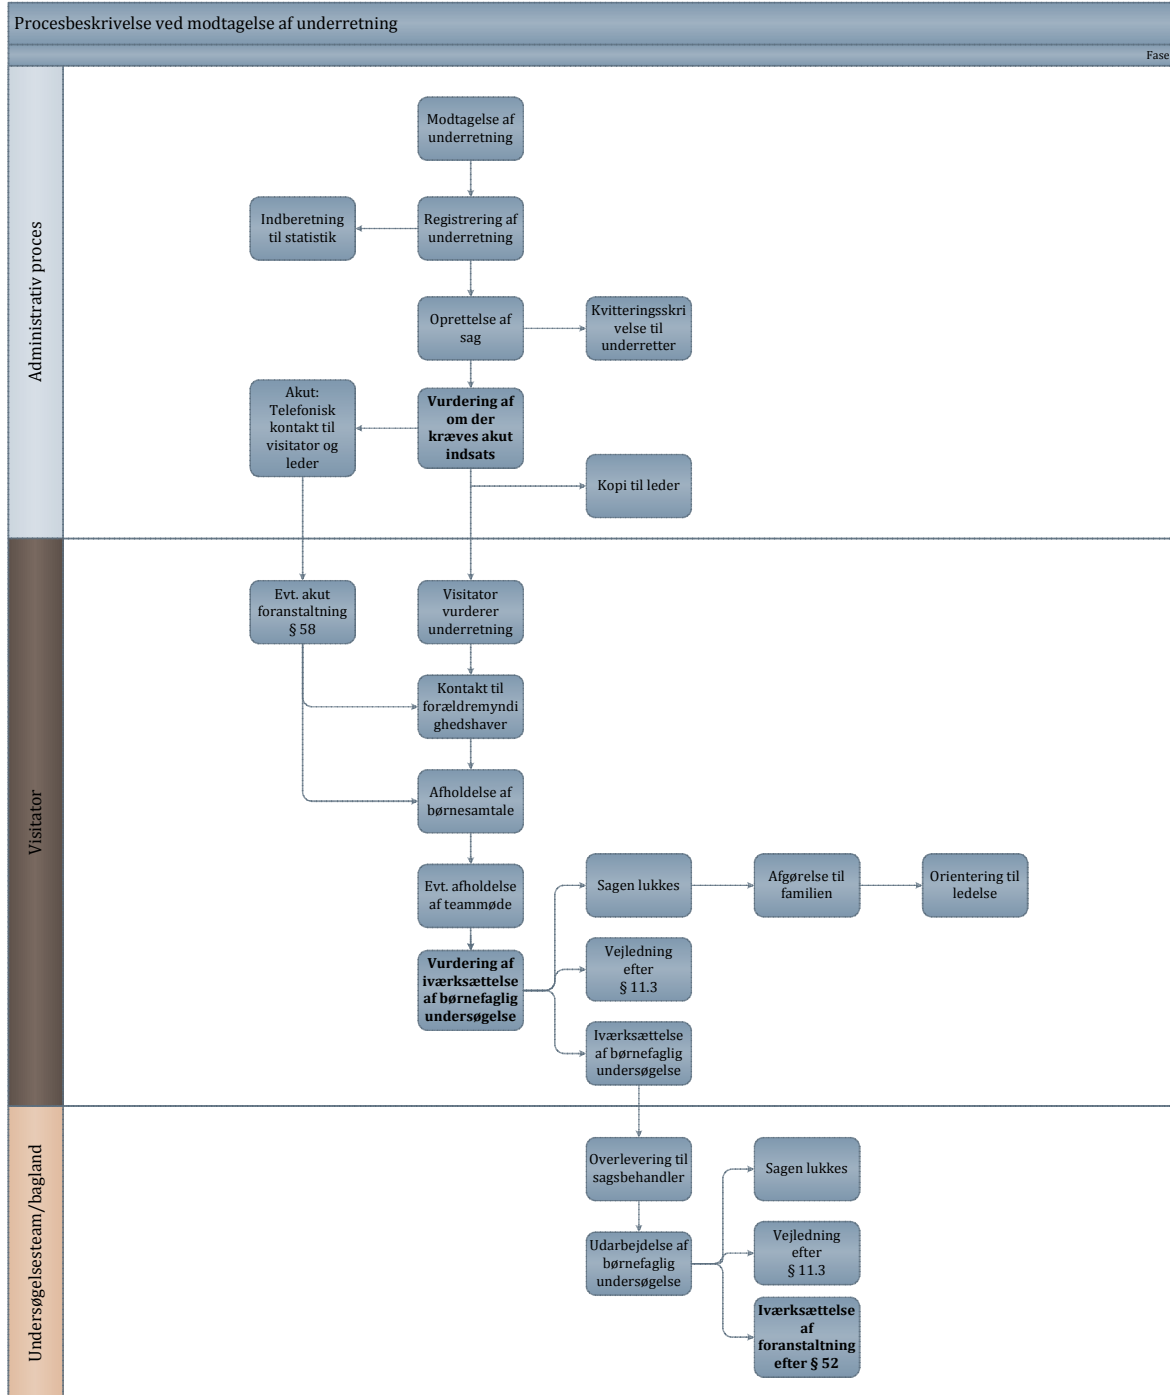 Procesbeskrivelse ved modtagelse af underretning
Fase
Administrativ proces
Modtagelse af
underretning
Indberetning
til statistik
Registrering af
underretning
Oprettelse af
sag
Kvitteringsskri
velse til
underretter
Akut:
Telefonisk
kontakt til
visitator og
leder
Vurdering af
om der
kræves akut
indsats
Kopi til leder
Visitator
Evt. akut
foranstaltning
§ 58
Visitator
vurderer
underretning
Kontakt til
forældremyndi
ghedshaver
Afholdelse af
børnesamtale
Evt. afholdelse
af teammøde
Sagen lukkes
Afgørelse til
familien
Orientering til
ledelse
Vurdering af
iværksættelse
af børnefaglig
undersøgelse
Vejledning
efter
§ 11.3
Iværksættelse
af børnefaglig
undersøgelse
Undersøgelsesteam/bagland
Overlevering til
sagsbehandler
Sagen lukkes
Udarbejdelse af
børnefaglig
undersøgelse
Vejledning
efter
§ 11.3
Iværksættelse
af
foranstaltning
efter § 52